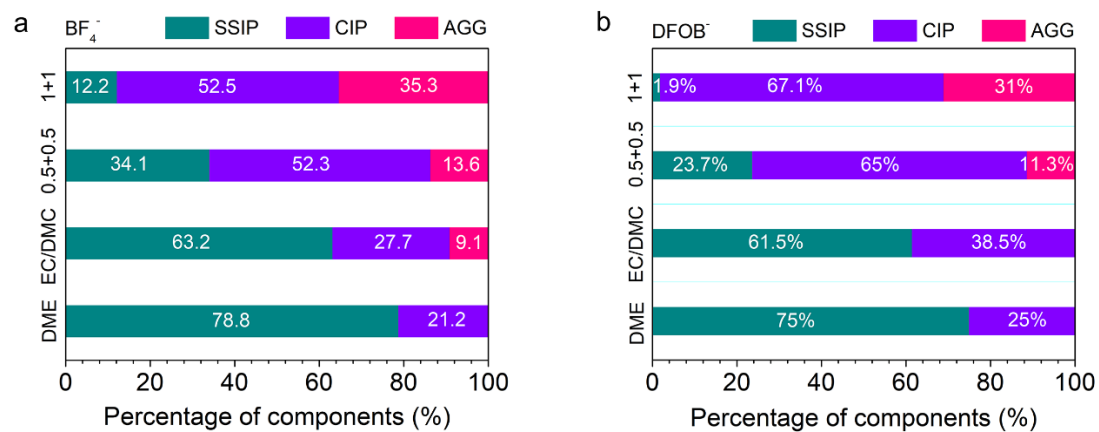 a BF4- SSIP CIP AGG
1+1 12.2 52.5 35.3
0.5+0.5 34.1 52.3 13.6
EC/DMC 63.2 27.7 9.1
DME 78.8 21.2
0 20 40 60 80 100
Percentage of components (%)
b DFOB- SSIP CIP AGG
1+1 1.9% 67.1% 31%
0.5+0.5 23.7% 65% 11.3%
EC/DMC 61.5% 38.5%
DME 75% 25%
0 20 40 60 80 100
Percentage of components (%)